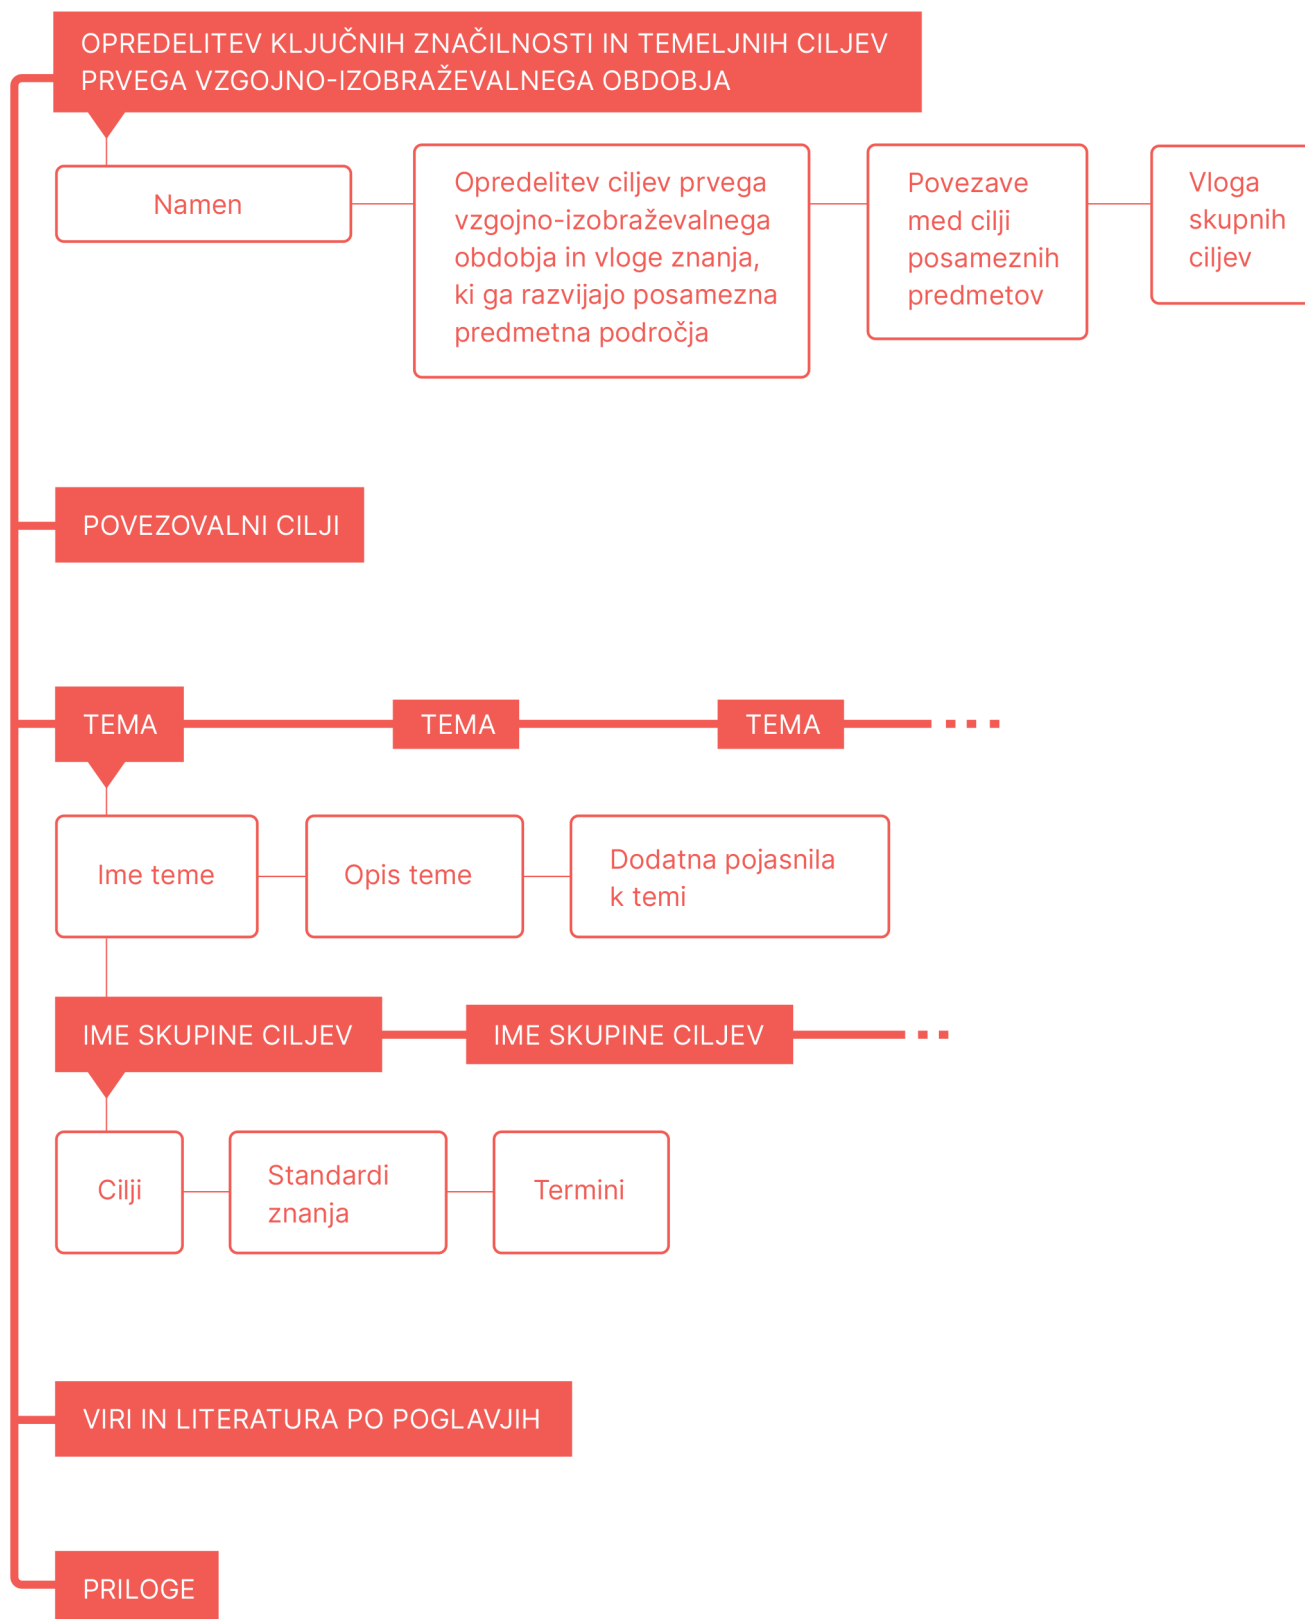 OPREDELITEV KLJUČNIH ZNAČILNOSTI IN TEMELJNIH CILJEV
PRVEGA VZGOJNO-IZOBRAŽEVALNEGA OBDOBJA
Namen
Opredelitev ciljev prvega
vzgojno-izobraževalnega
obdobja in vloge znanja,
ki ga razvijajo posamezna
predmetna področja
Povezave
med cilji
posameznih
predmetov
Vloga
skupnih
ciljev
POVEZOVALNI CILJI
TEMA
TEMA
TEMA
Ime teme
Opis teme
Dodatna pojasnila
k temi
IME SKUPINE CILJEV
IME SKUPINE CILJEV
Cilji
Standardi
znanja
Termini
VIRI IN LITERATURA PO POGLAVJIH
PRILOGE